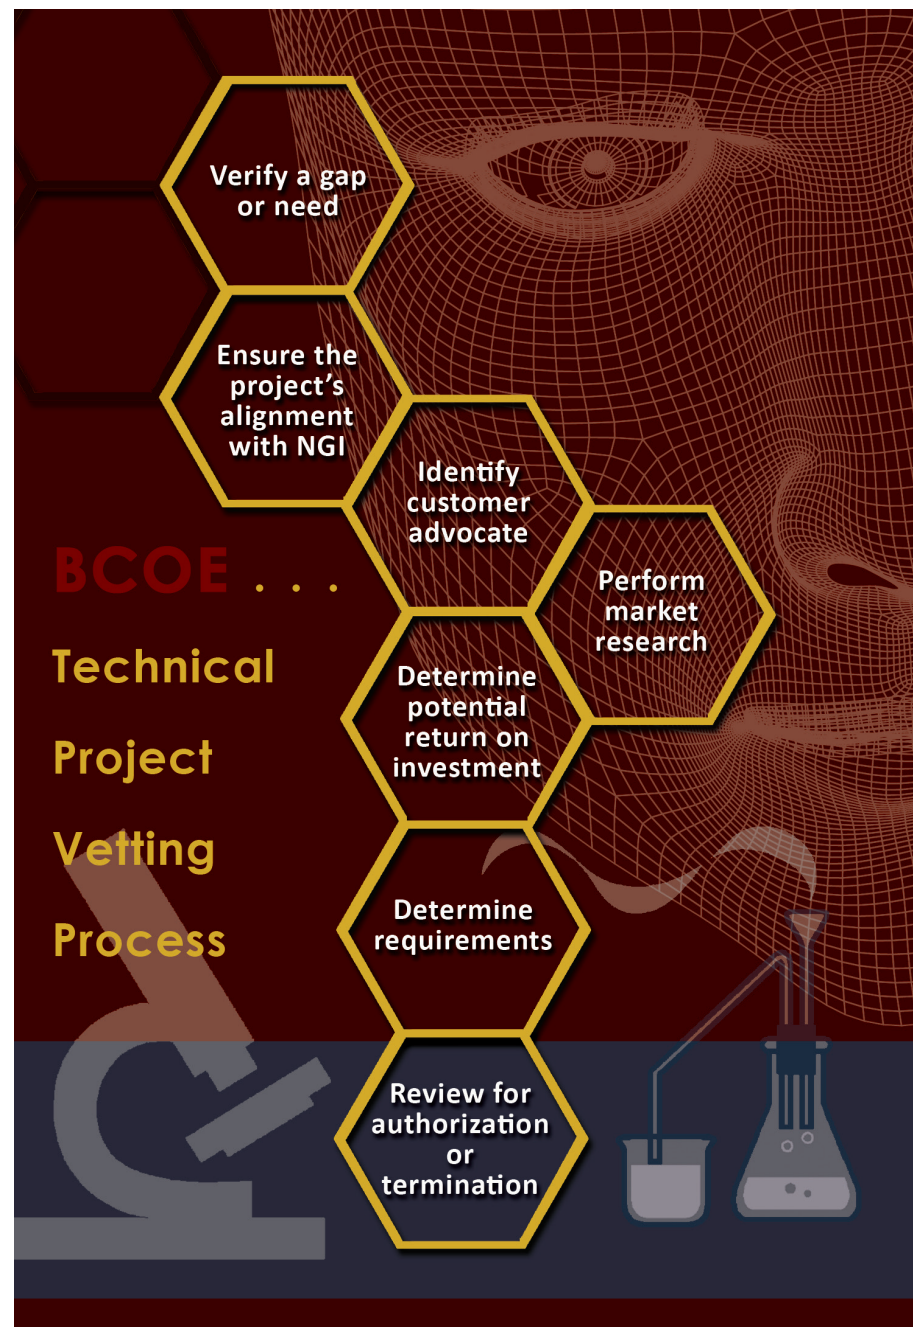 Verify a gap
or need
Ensure the
project's
alignment
with NGI
Identify
customer
advocate
Perform
market
research
Determine
potential
return on
investment
Determine
requirements
Review for
authorization
or
termination
BCOE . . .
Technical
Project
Vetting
Process